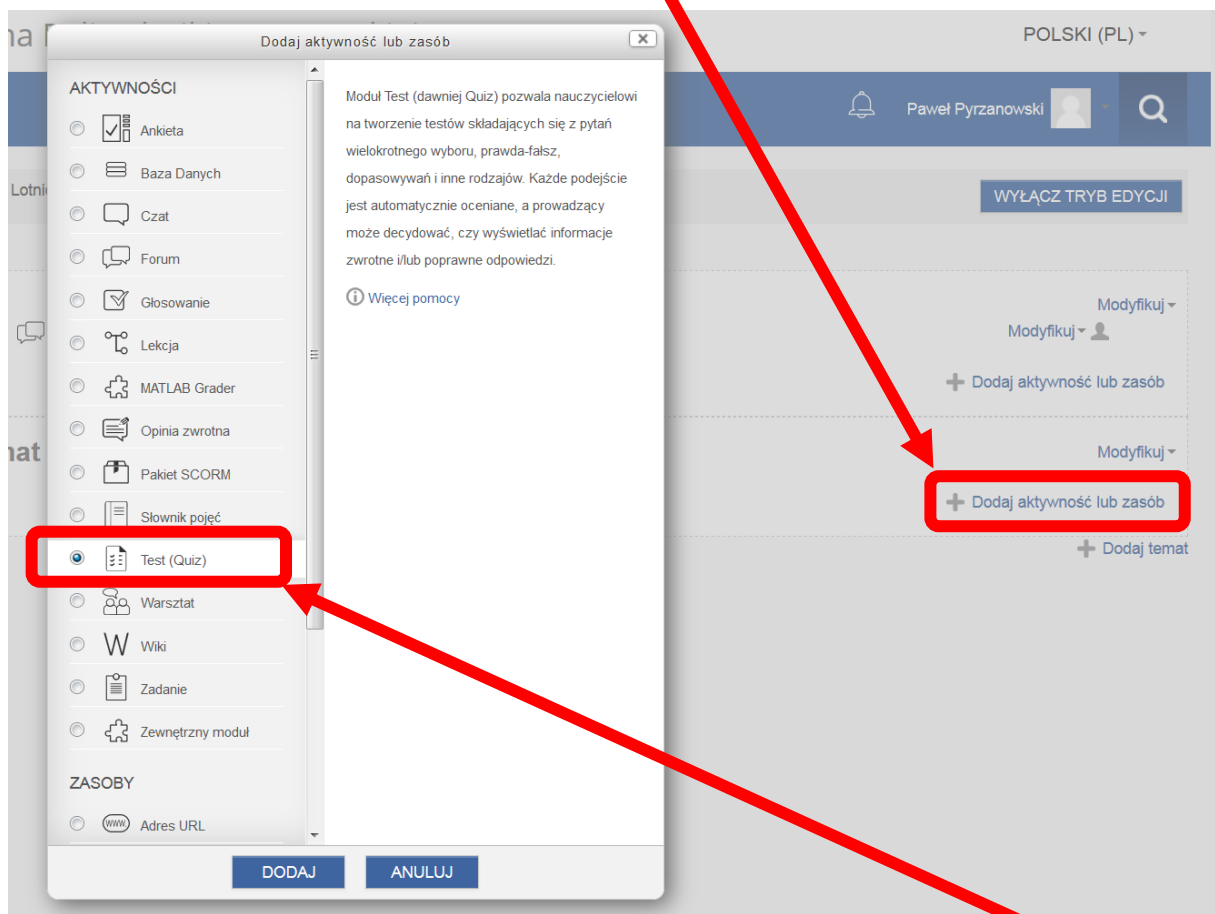 POLSKI (PL)
Dodaj aktywność lub zasób
Paweł Pyrzanowski
WYŁĄCZ TRYB EDYCJI
AKTYWNOŚCI
Ankieta
Baza Danych
Czat
Forum
Głosowanie
Lekcja
MATLAB Grader
Opinia zwrotna
Pakiet SCORM
Słownik pojęć
Test (Quiz)
Warsztat
W Wiki
Zadanie
Zewnętrzny moduł
ZASOBY
www. Adres URL
Moduł Test (dawniej Quiz) pozwala nauczycielowi
na tworzenie testów składających się z pytań
wielokrotnego wyboru, prawda-fałsz,
dopasowywań i inne rodzajów. Każde podejście
jest automatycznie oceniane, a prowadzący
może decydować, czy wyświetlać informacje
zwrotne i/lub poprawne odpowiedzi.
Więcej pomocy
DODAJ
ANULUJ
Modyfikuj
Modyfikuj
Dodaj aktywność lub zasób
Modyfikuj
Dodaj aktywność lub zasób
Dodaj temat